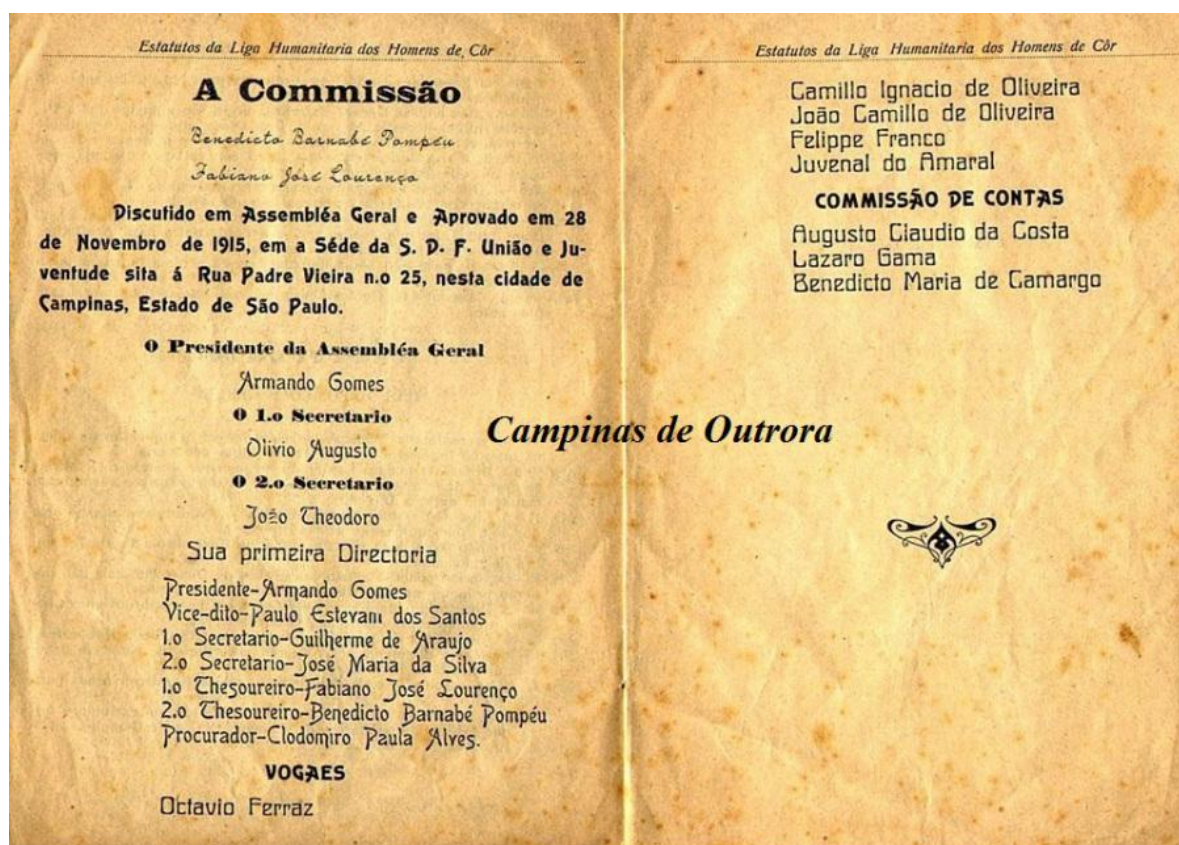 Estatutos da Liga Humanitaria dos Homens de Côr
A Commissão
Benedicto Barnabé Pompéu
Fabiano José Lourenço
Discutido em Assembléa Geral e Aprovado em 28
de Novembro de 1915, em a Séde da S. D. F. União e Ju-
ventude sita á Rua Padre Vieira n.o 25, nesta cidade de
Campinas, Estado de São Paulo.
O Presidente da Assembléa Geral
Armando Gomes
O 1.o Secretario
Olivio Augusto
O 2.o Secretario
João Theodoro
Sua primeira Directoria
Presidente-Armando Gomes
Vice-dito-Paulo Estevam dos Santos
1.o Secretario-Guilherme de Araujo
2.o Secretario-José Maria da Silva
1.o Thesoureiro-Fabiano José Lourenço
2.o Thesoureiro-Benedicto Barnabé Pompéu
Procurador-Clodomiro Paula Alves.
VOGAES
Octavio Ferraz
Estatutos da Liga Humanitaria dos Homens de Côr
Camillo Ignacio de Oliveira
João Camillo de Oliveira
Felippe Franco
Juvenal do Amaral
COMMISSÃO DE CONTAS
Augusto Claudio da Costa
Lazaro Gama
Benedicto Maria de Camargo
Campinas de Outrora